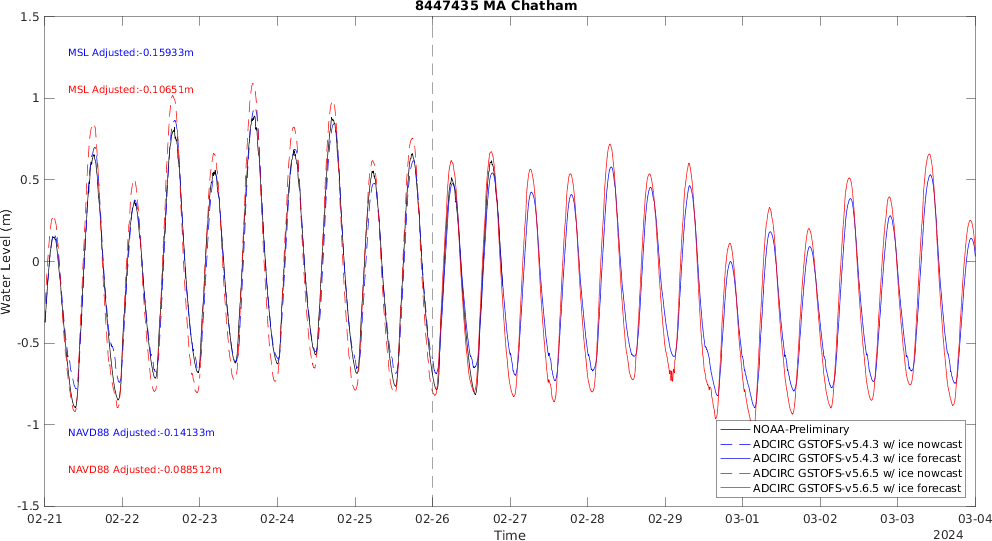 8447435 MA Chatham
1.5
MSL Adjusted:-0.15933m
MSL Adjusted:-0.10651m
1
0.5
0
Water Level (m)
-0.5
-1
NAVD88 Adjusted:-0.14133m
NAVD88 Adjusted:-0.088512m
-1.5
NOAA-Preliminary
ADCIRC GSTOFS-v5.4.3 w/ ice nowcast
ADCIRC GSTOFS-v5.4.3 w/ ice forecast
ADCIRC GSTOFS-v5.6.5 w/ ice nowcast
ADCIRC GSTOFS-v5.6.5 w/ ice forecast
02-21 02-22 02-23 02-24 02-25 02-26 02-27 02-28 02-29 03-01 03-02 03-03 03-04
Time
2024